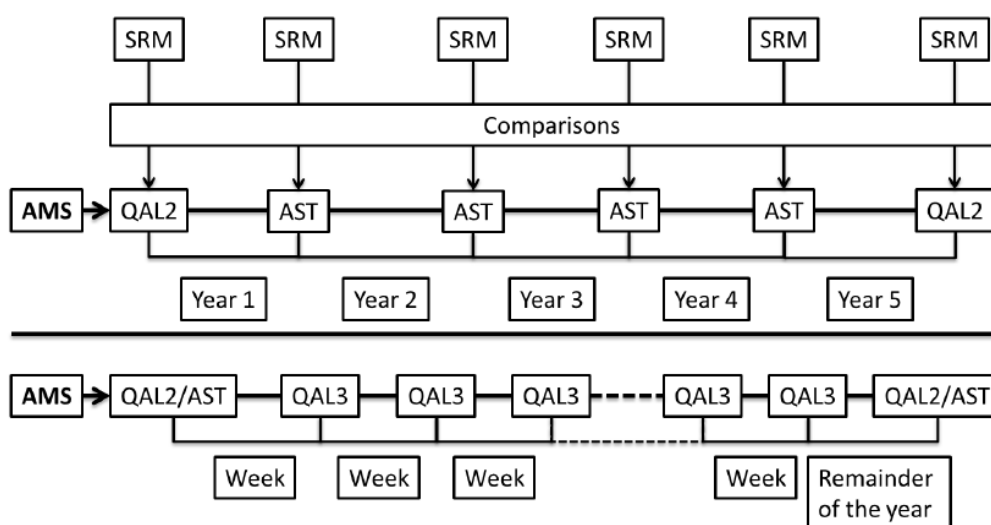 SRM SRM SRM SRM SRM SRM
Comparisons
AMS QAL2 AST AST AST AST QAL2
Year 1 Year 2 Year 3 Year 4 Year 5
AMS QAL2/AST QAL3 QAL3 QAL3 QAL3 QAL3 QAL2/AST
Week Week Week Week Remainder
of the year